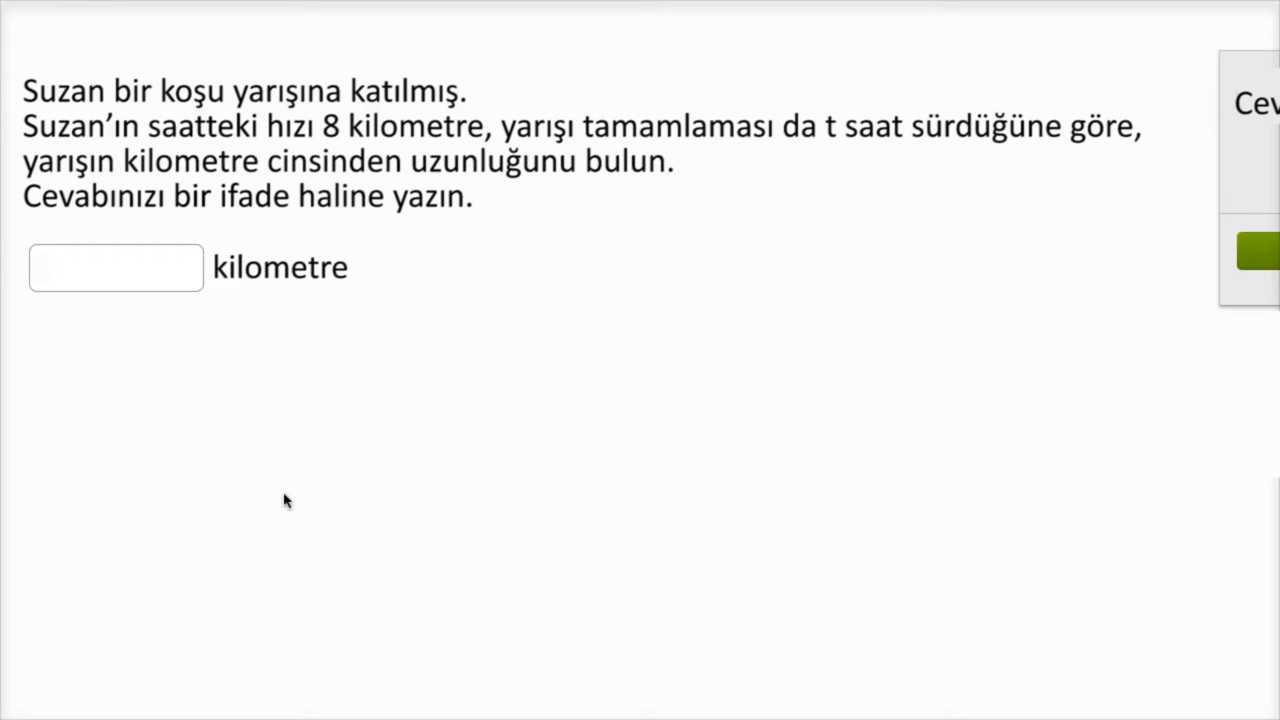 Suzan bir koşu yarışına katılmış.
Suzan’ın saatteki hızı 8 kilometre, yarışı tamamlaması da t saat sürdüğüne göre,
yarışın kilometre cinsinden uzunluğunu bulun.
Cevabınızı bir ifade haline yazın.
kilometre